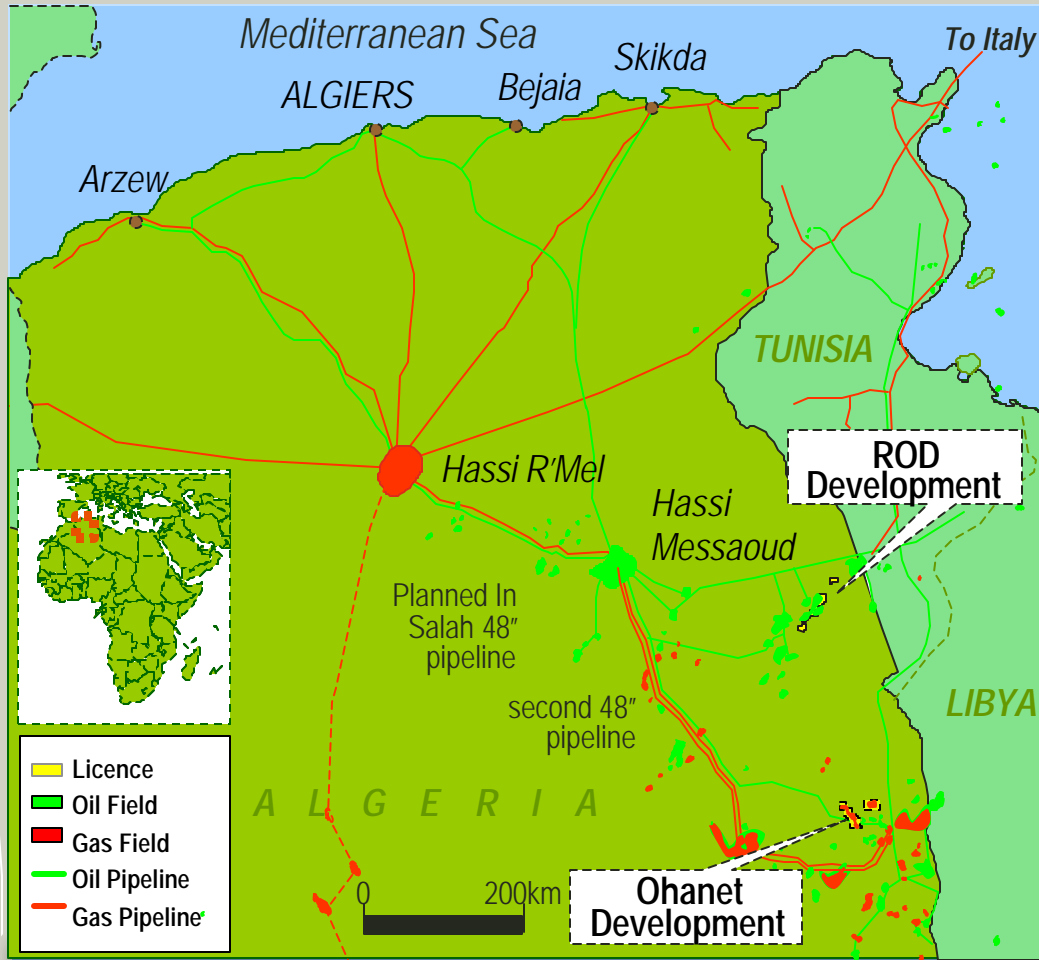 Mediterranean Sea
To Italy
Skikda
Bejaia
ALGIERS
Arzew
TUNISIA
ROD
Development
Hassi R'Mel
Hassi
Messaoud
Planned In
Salah 48"
pipeline
second 48"
pipeline
LIBYA
ALGERIA
Licence
Oil Field
Gas Field
Oil Pipeline
Gas Pipeline
0 200km
Ohanet
Development